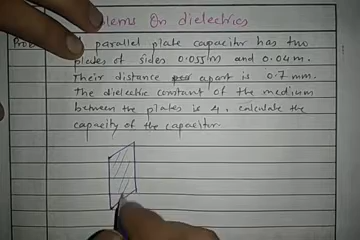 blems On dielectrics
Prob parallel plate capacitor has two
plates of sides 0.055m and 0.04m.
Their distance apart is 0.7 mm.
The dielectric constant of the medium
between the plates is 4, calculate the
capacity of the capacitor.